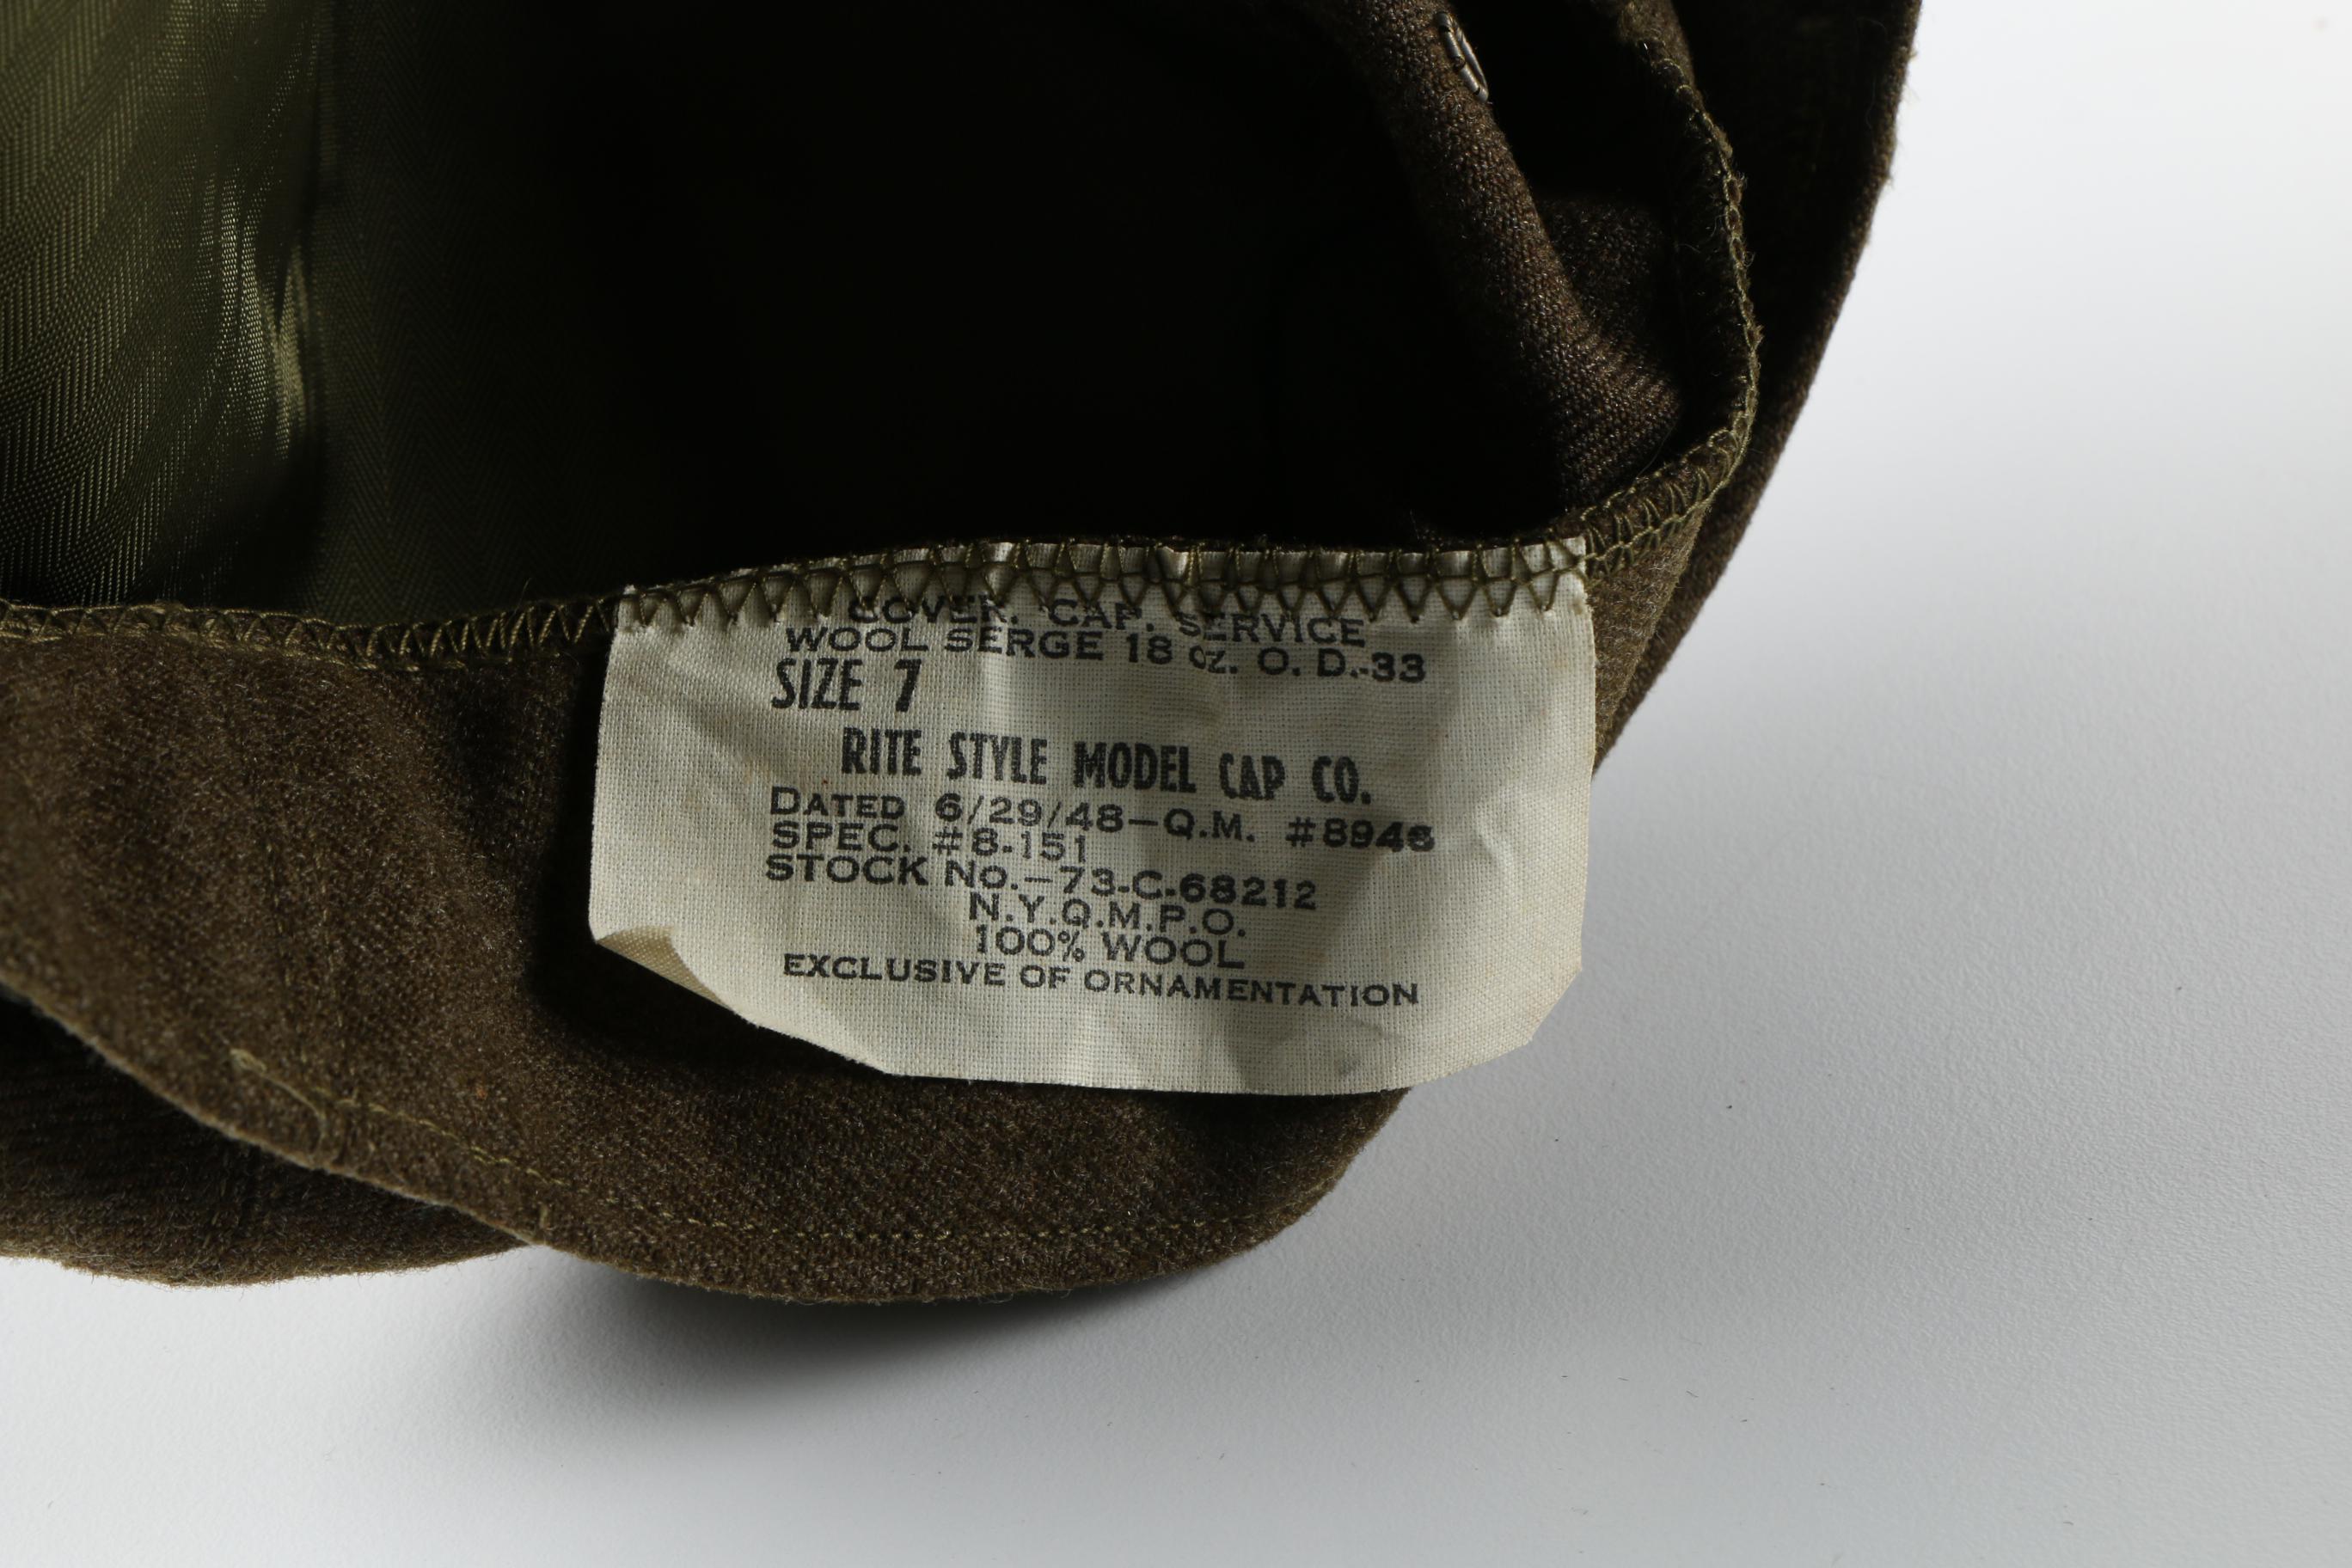 COVER. CAP. SERVICE
WOOL SERGE 18 OZ. O. D.-33
SIZE 7
RITE STYLE MODEL CAP CO.
DATED 6/29/48-Q.M. #8946
SPEC. #8-151
STOCK No.-73-C-68212
N.Y.Q.M.P.O.
100% WOOL
EXCLUSIVE OF ORNAMENTATION